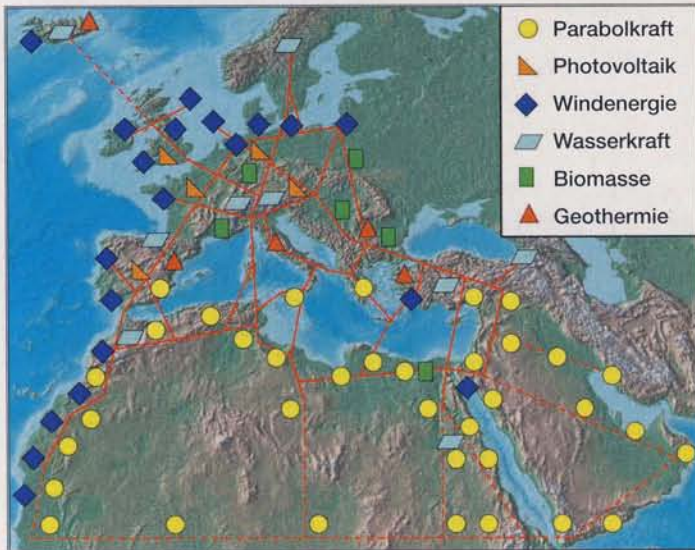 Parabolkraft
Photovoltaik
Windenergie
Wasserkraft
Biomasse
Geothermie